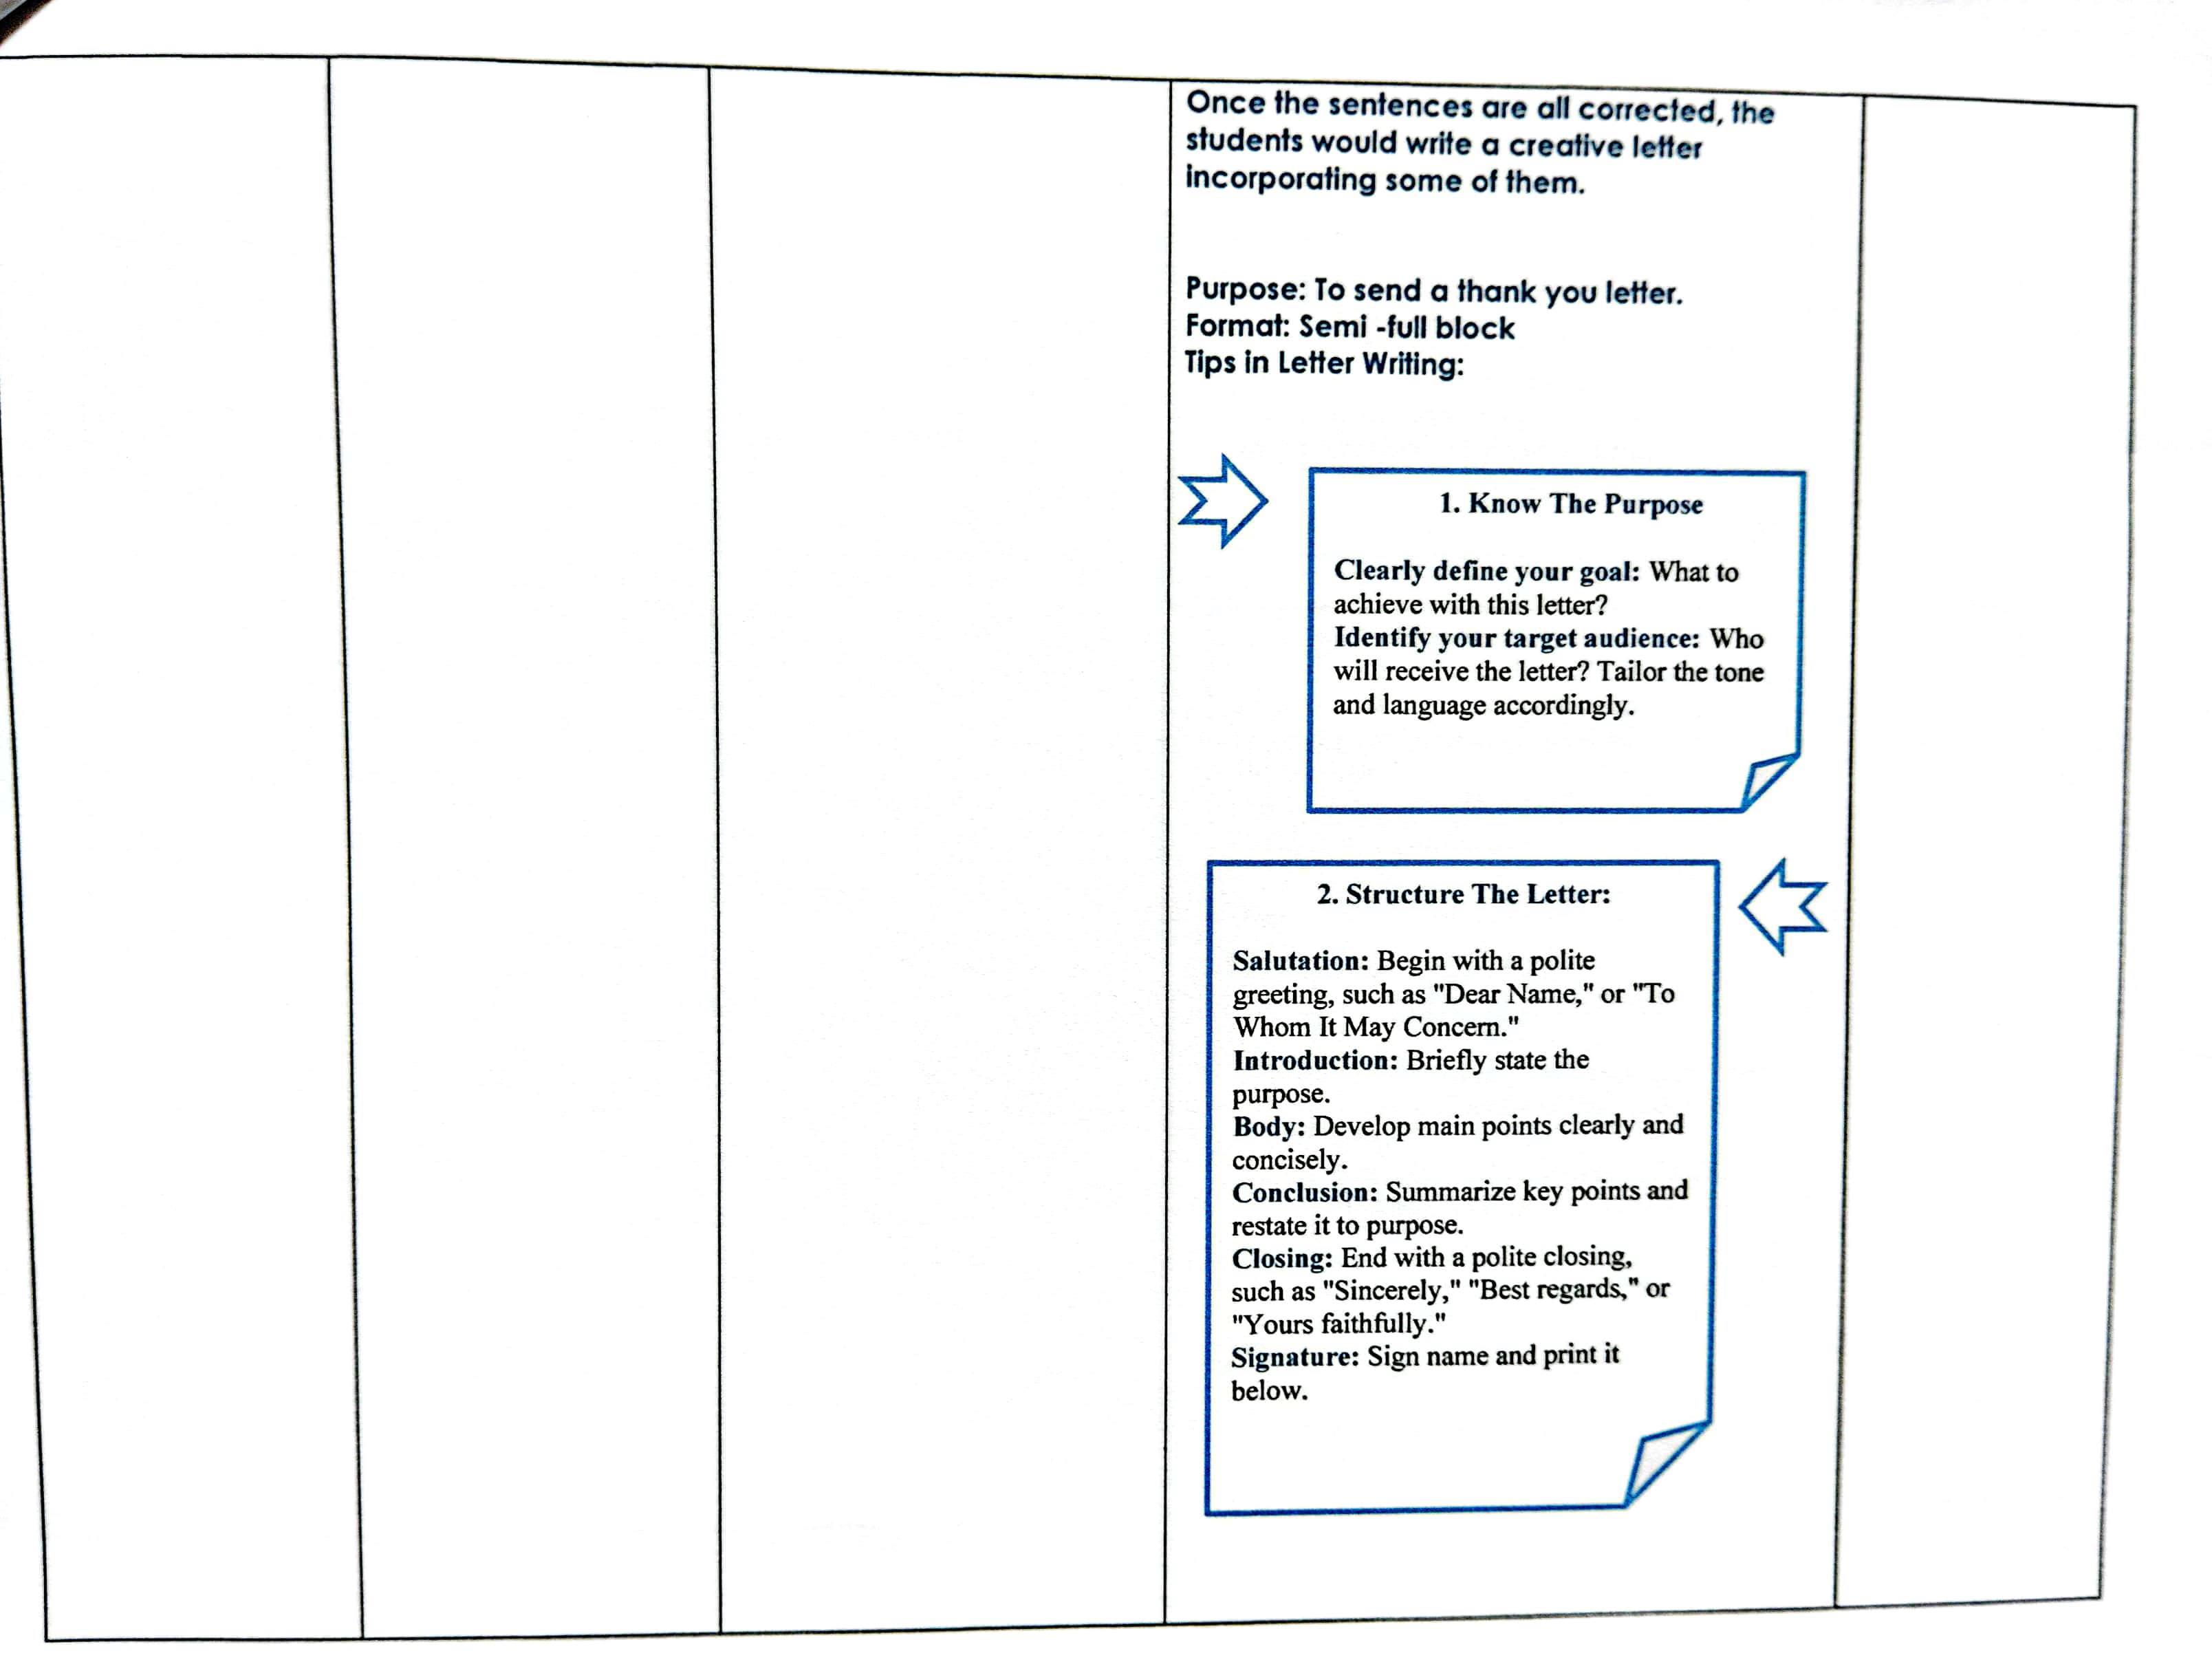 Once the sentences are all corrected, the
students would write a creative letter
incorporating some of them.
Purpose: To send a thank you letter.
Format: Semi -full block
Tips in Letter Writing:
1. Know The Purpose
Clearly define your goal: What to
achieve with this letter?
Identify your target audience: Who
will receive the letter? Tailor the tone
and language accordingly.
2. Structure The Letter:
Salutation: Begin with a polite
greeting, such as "Dear Name," or "To
Whom It May Concern."
Introduction: Briefly state the
purpose.
Body: Develop main points clearly and
concisely.
Conclusion: Summarize key points and
restate it to purpose.
Closing: End with a polite closing,
such as "Sincerely," "Best regards," or
"Yours faithfully."
Signature: Sign name and print it
below.